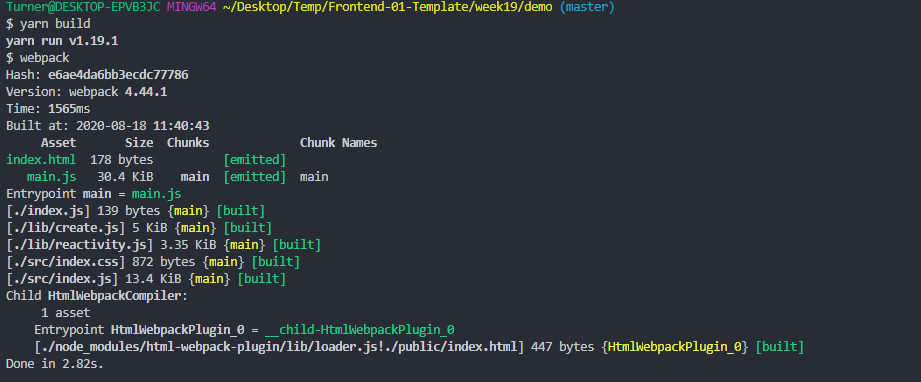 Turner@DESKTOP-EPVB3JC MINGW64 ~/Desktop/Temp/Frontend-01-Template/week19/demo (master)
$ yarn build
yarn run v1.19.1
$ webpack
Hash: e6ae4da6bb3ecdc77786
Version: webpack 4.44.1
Time: 1565ms
Built at: 2020-08-18 11:40:43
Asset Size Chunks Chunk Names
index.html 178 bytes [emitted]
main.js 30.4 KiB main [emitted] main
Entrypoint main = main.js
[./index.js] 139 bytes {main} [built]
[./lib/create.js] 5 KiB {main} [built]
[./lib/reactivity.js] 3.35 KiB {main} [built]
[./src/index.css] 872 bytes {main} [built]
[./src/index.js] 13.4 KiB {main} [built]
Child HtmlWebpackCompiler:
1 asset
Entrypoint HtmlWebpackPlugin_0 = __child-HtmlWebpackPlugin_0
[./node_modules/html-webpack-plugin/lib/loader.js!./public/index.html] 447 bytes {HtmlWebpackPlugin_0} [built]
Done in 2.82s.